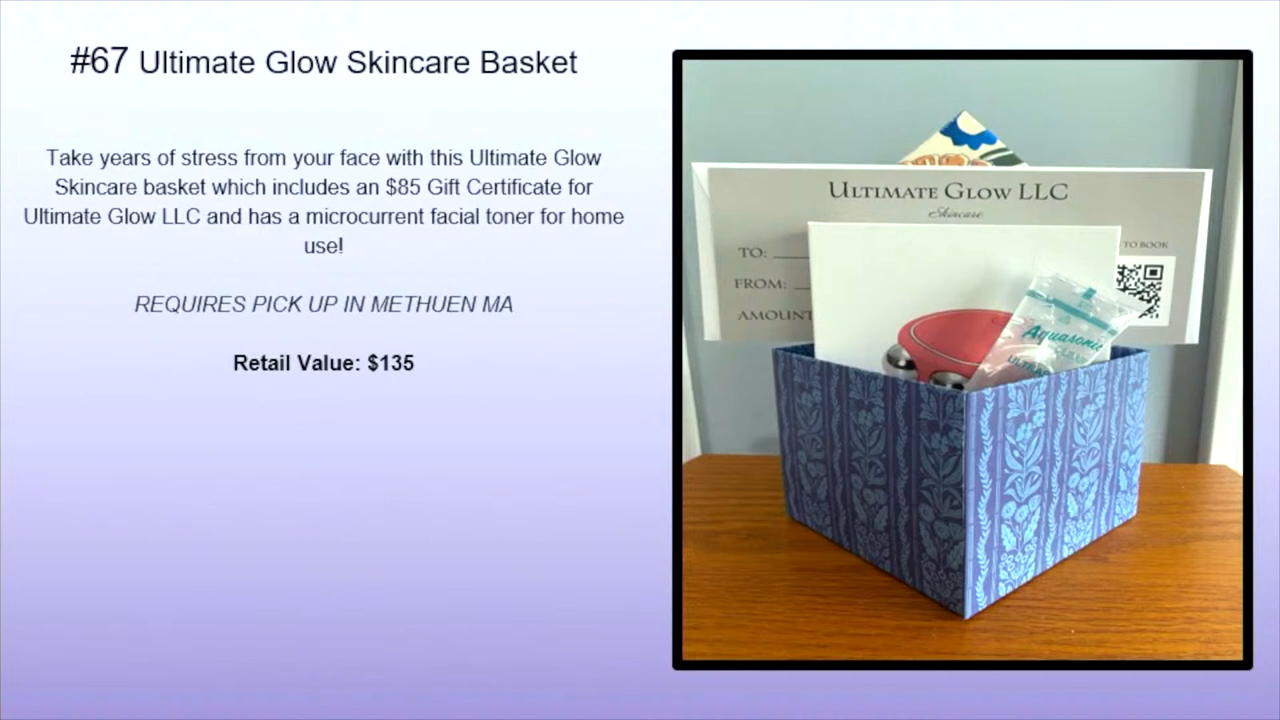 #67 Ultimate Glow Skincare Basket
Take years of stress from your face with this Ultimate Glow
Skincare basket which includes an $85 Gift Certificate for
Ultimate Glow LLC and has a microcurrent facial toner for home
use!
REQUIRES PICK UP IN METHUEN MA
Retail Value: $135
ULTIMATE GLOW LLC
Skincare
TO:
TO BOOK
FROM:
AMOUNT
Aquasonic